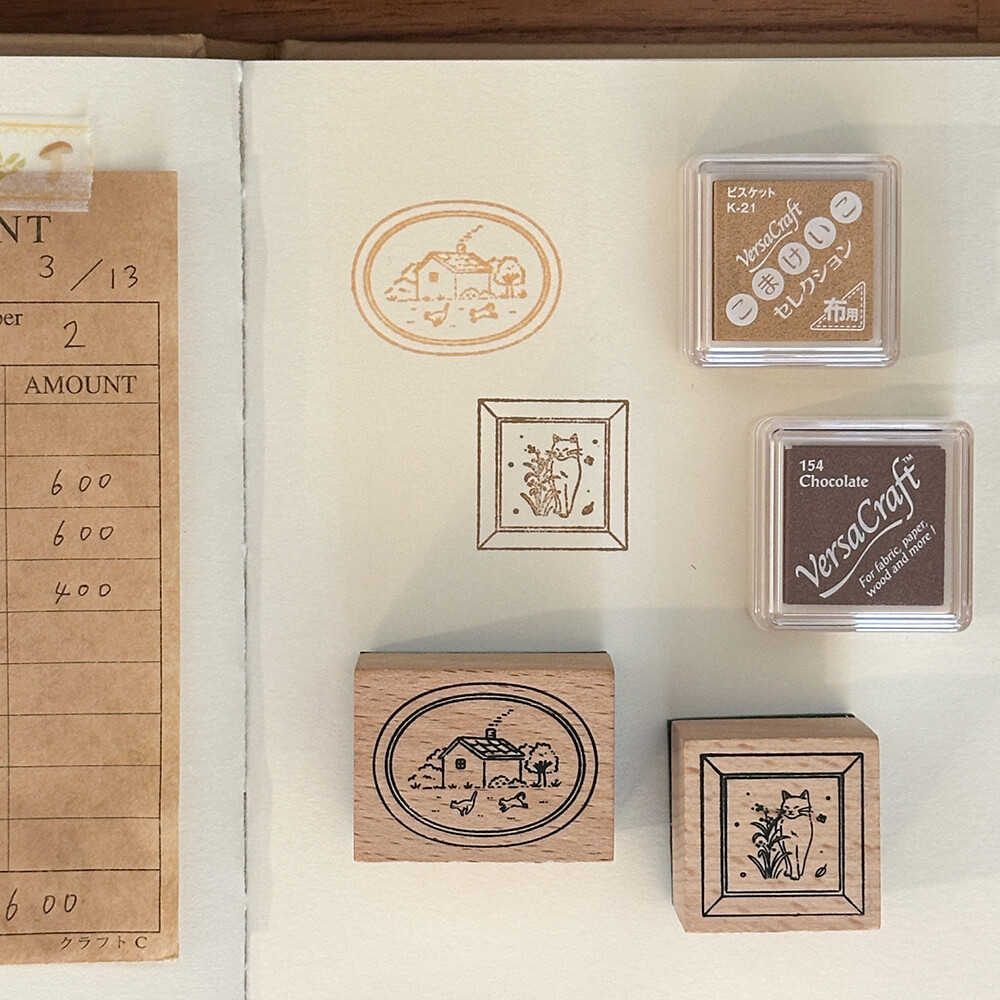 NT
3/13
er
2
AMOUNT
600
600
400
600
クラフトC
ビスケット
K-21
VersaCraft
こまけいこ
セレクション
布用
154
Chocolate
VersaCraft™
For fabric, paper,
wood and more!